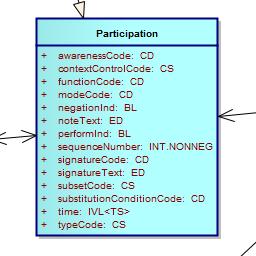 Participation
+ awarenessCode: CD
+ contextControlCode: CS
+ functionCode: CD
+ modeCode: CD
+ negationInd: BL
+ noteText: ED
+ performInd: BL
+ sequenceNumber: INT.NONNEG
+ signatureCode: CD
+ signatureText: ED
+ subsetCode: CS
+ substitutionConditionCode: CD
+ time: IVL<TS>
+ typeCode: CS